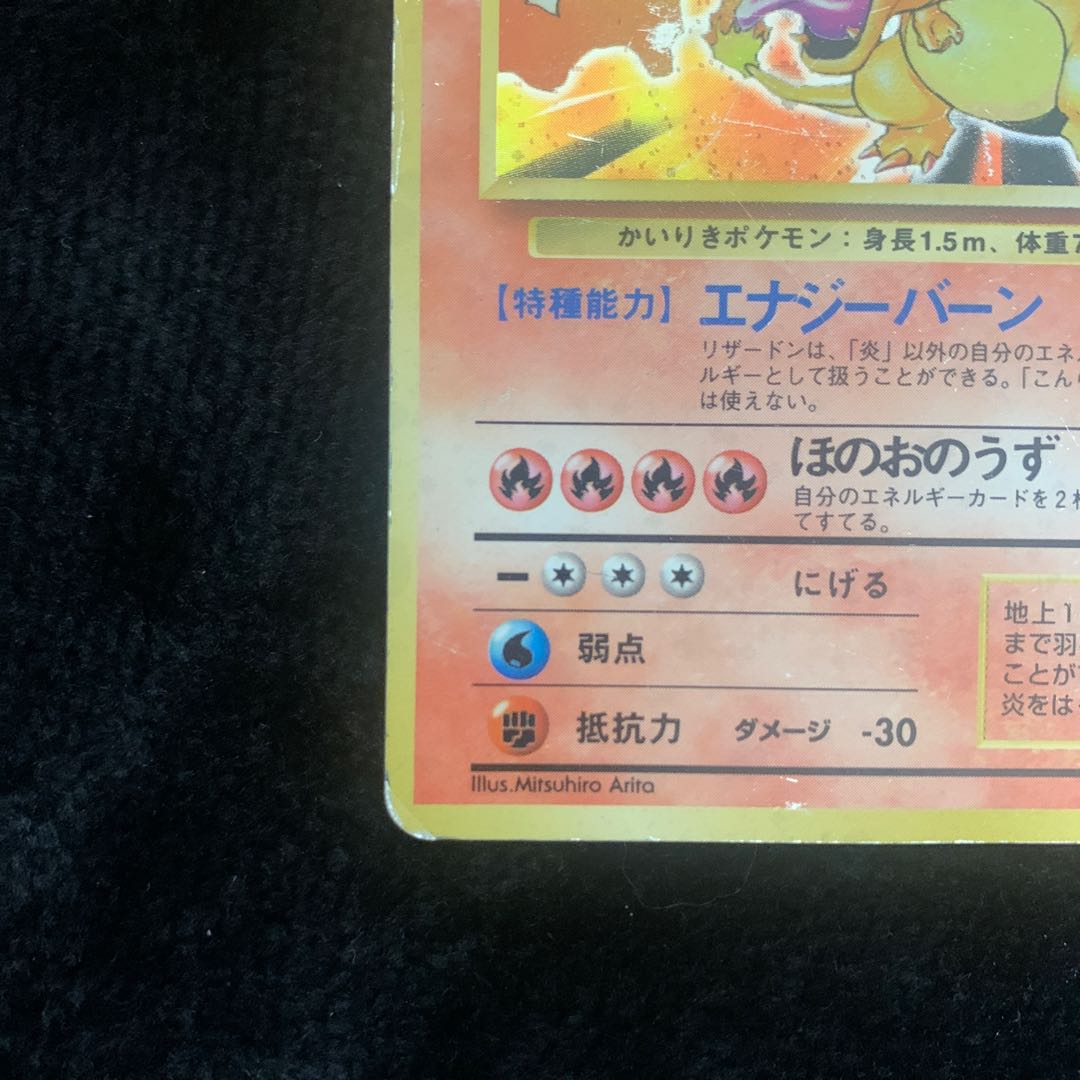 かいりきポケモン：身長1.5m、体重
【特種能力】 エナジーバーン
リザードンは、「炎」以外の自分のエネ
ルギーとして扱うことができる。「こん
は使えない。
ほのおのうず
自分のエネルギーカードを2
てすてる。
ー にげる
弱点
抵抗力 ダメージ -30
地上1
まで羽
ことが
炎をは
Illus.Mitsuhiro Arita